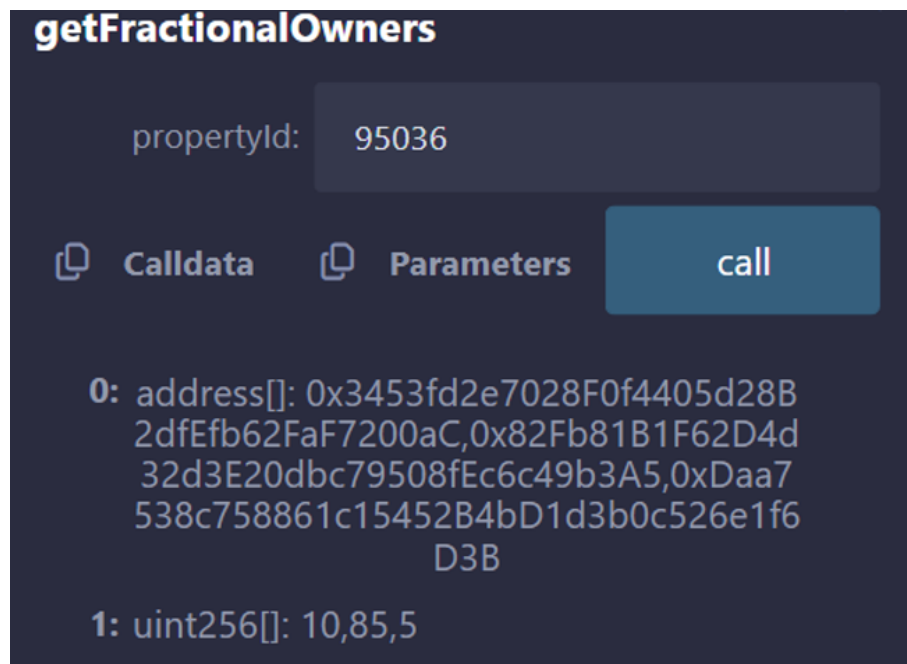 getFractionalOwners
propertyId: 95036
Calldata Parameters call
0: address[]: 0x3453fd2e7028F0f4405d28B
2dfEfb62FaF7200aC,0x82Fb81B1F62D4d
32d3E20dbc79508fEc6c49b3A5,0xDaa7
538c758861c15452B4bD1d3b0c526e1f6
D3B
1: uint256[]: 10,85,5